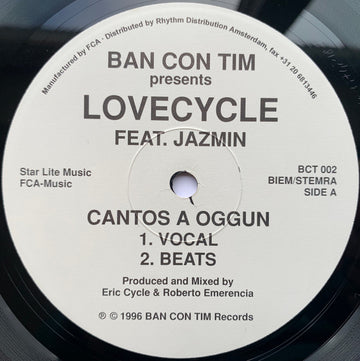 Manufactured by FCA - Distributed by Rhythm Distribution Amsterdam, fax +31 20 6813446
BAN CON TIM
presents
LOVECYCLE
FEAT. JAZMIN
Star Lite Music
FCA-Music
BCT 002
BIEM/STEMRA
SIDE A
CANTOS A OGGUN
1. VOCAL
2. BEATS
Produced and Mixed by
Eric Cycle & Roberto Emerencia
℗ © 1996 BAN CON TIM Records